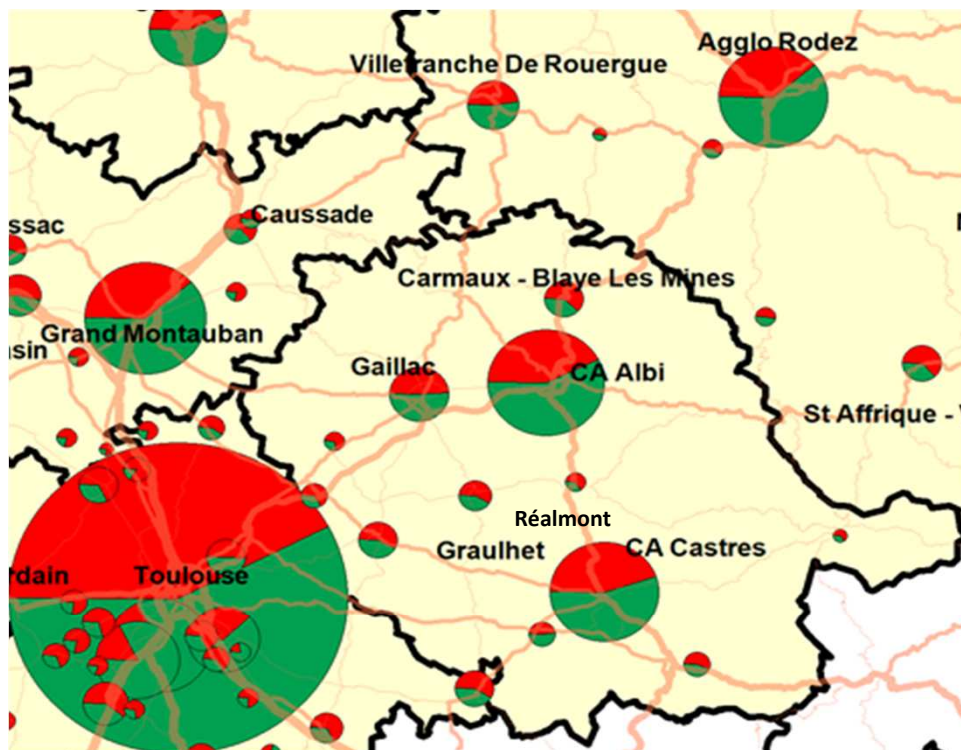 Agglo Rodez
Villefranche De Rouergue
Caussade
ssac
Carmaux - Blaye Les Mines
Grand Montauban
sin
Gaillac
CA Albi
St Affrique -
Réalmont
Graulhet
CA Castres
rdain
Toulouse